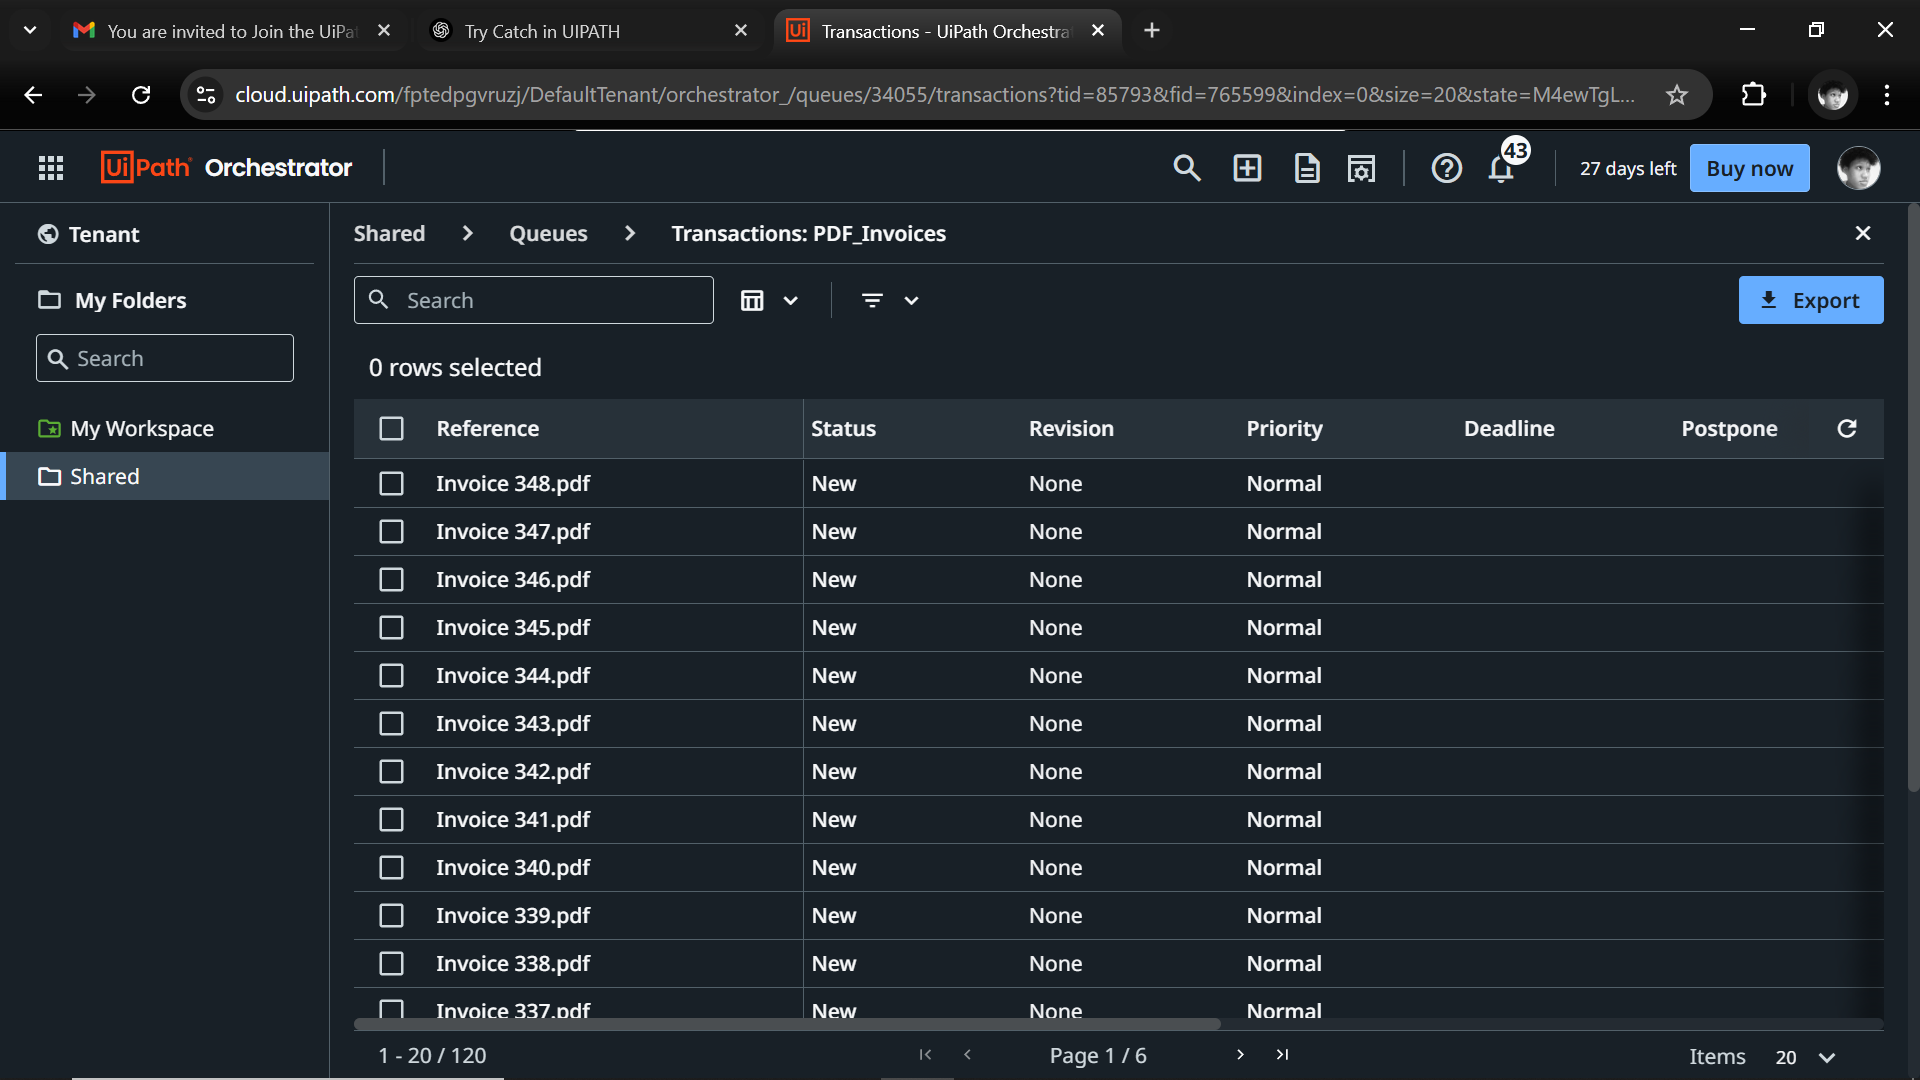 You are invited to Join the UiPa
Try Catch in UIPATH
Transactions - UiPath Orchestra
cloud.uipath.com/fptedpgvruzj/DefaultTenant/orchestrator_/queues/34055/transactions?tid=85793&fid=765599&index=0&size=20&state=M4ewTgL...
UiPath Orchestrator
43
27 days left
Buy now
Tenant
Shared
Queues
Transactions: PDF_Invoices
My Folders
Search
Export
Search
0 rows selected
My Workspace
Shared
Reference Status Revision Priority Deadline Postpone
Invoice 348.pdf New None Normal
Invoice 347.pdf New None Normal
Invoice 346.pdf New None Normal
Invoice 345.pdf New None Normal
Invoice 344.pdf New None Normal
Invoice 343.pdf New None Normal
Invoice 342.pdf New None Normal
Invoice 341.pdf New None Normal
Invoice 340.pdf New None Normal
Invoice 339.pdf New None Normal
Invoice 338.pdf New None Normal
Invoice 337.pdf New None Normal
1 - 20 / 120
Page 1 / 6
Items 20